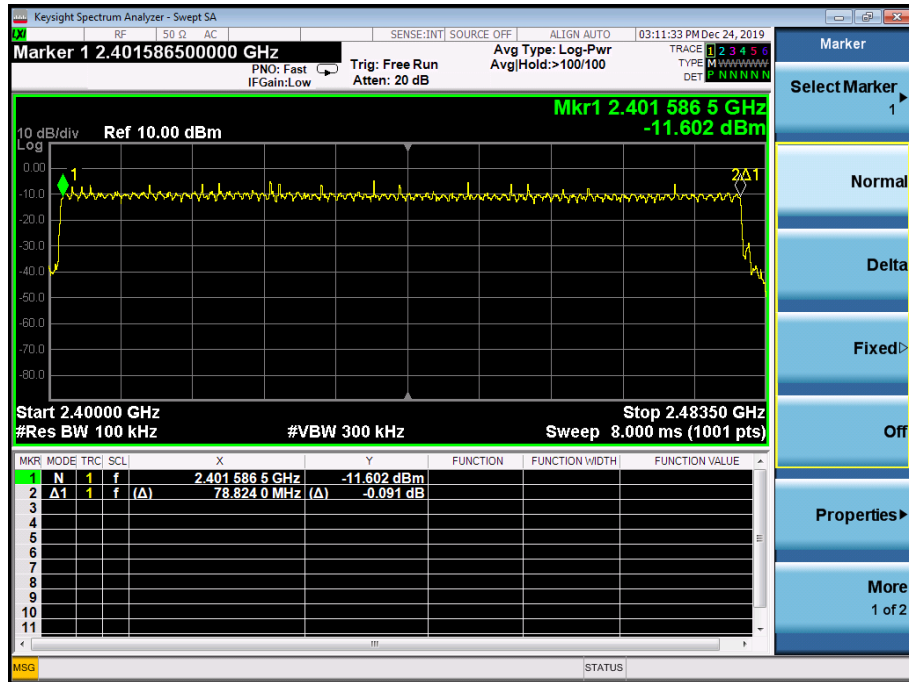 Keysight Spectrum Analyzer - Swept SA
LXI RF 50 Ω AC SENSE:INT SOURCE OFF ALIGN AUTO 03:11:33 PM Dec 24, 2019
Marker 1 2.401586500000 GHz
PNO: Fast
IFGain:Low
Trig: Free Run
Atten: 20 dB
Avg Type: Log-Pwr
Avg|Hold:>100/100
TRACE 1 2 3 4 5 6
TYPE M WWWWW
DET P N N N N N
Mkr1 2.401 586 5 GHz
-11.602 dBm
10 dB/div Ref 10.00 dBm
Log
0.00
-10.0
-20.0
-30.0
-40.0
-50.0
-60.0
-70.0
-80.0
1
2Δ1
Start 2.40000 GHz Stop 2.48350 GHz
#Res BW 100 kHz #VBW 300 kHz Sweep 8.000 ms (1001 pts)
MKR MODE TRC SCL X Y FUNCTION FUNCTION WIDTH FUNCTION VALUE
1 N 1 f 2.401 586 5 GHz -11.602 dBm
2 Δ1 1 f (Δ) 78.824 0 MHz (Δ) -0.091 dB
3
4
5
6
7
8
9
10
11
MSG STATUS
Marker
Select Marker
1
Normal
Delta
Fixed
Off
Properties
More
1 of 2